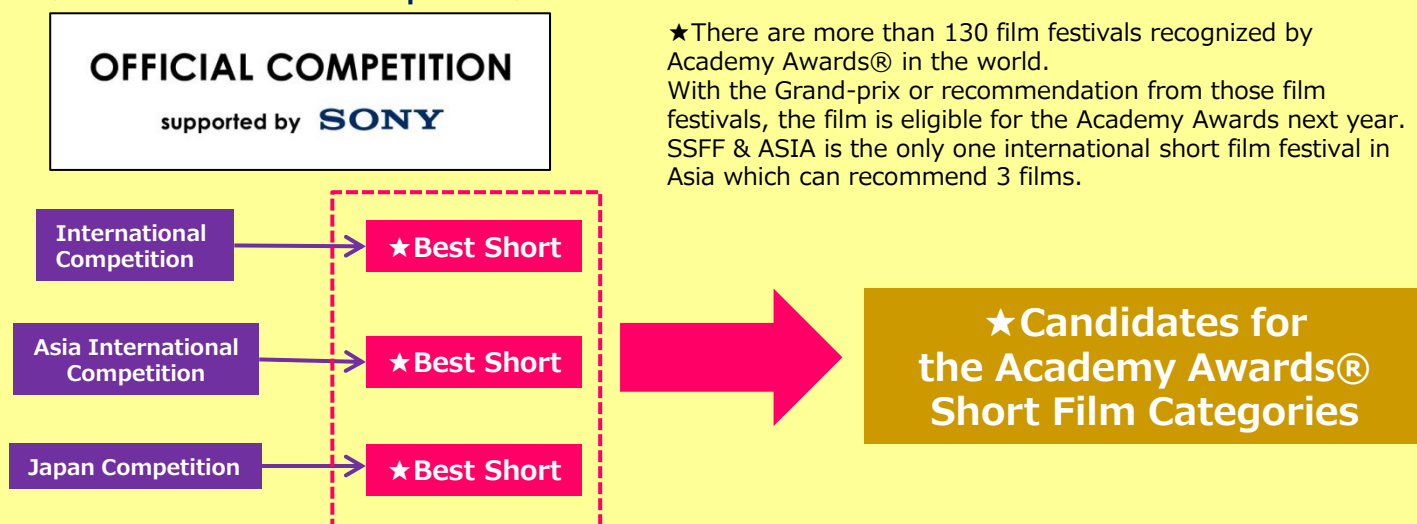 OFFICIAL COMPETITION
supported by SONY
★There are more than 130 film festivals recognized by
Academy Awards® in the world.
With the Grand-prix or recommendation from those film
festivals, the film is eligible for the Academy Awards next year.
SSFF & ASIA is the only one international short film festival in
Asia which can recommend 3 films.
International
Competition
★Best Short
Asia International
Competition
★Best Short
Japan Competition
★Best Short
★Candidates for
the Academy Awards®
Short Film Categories